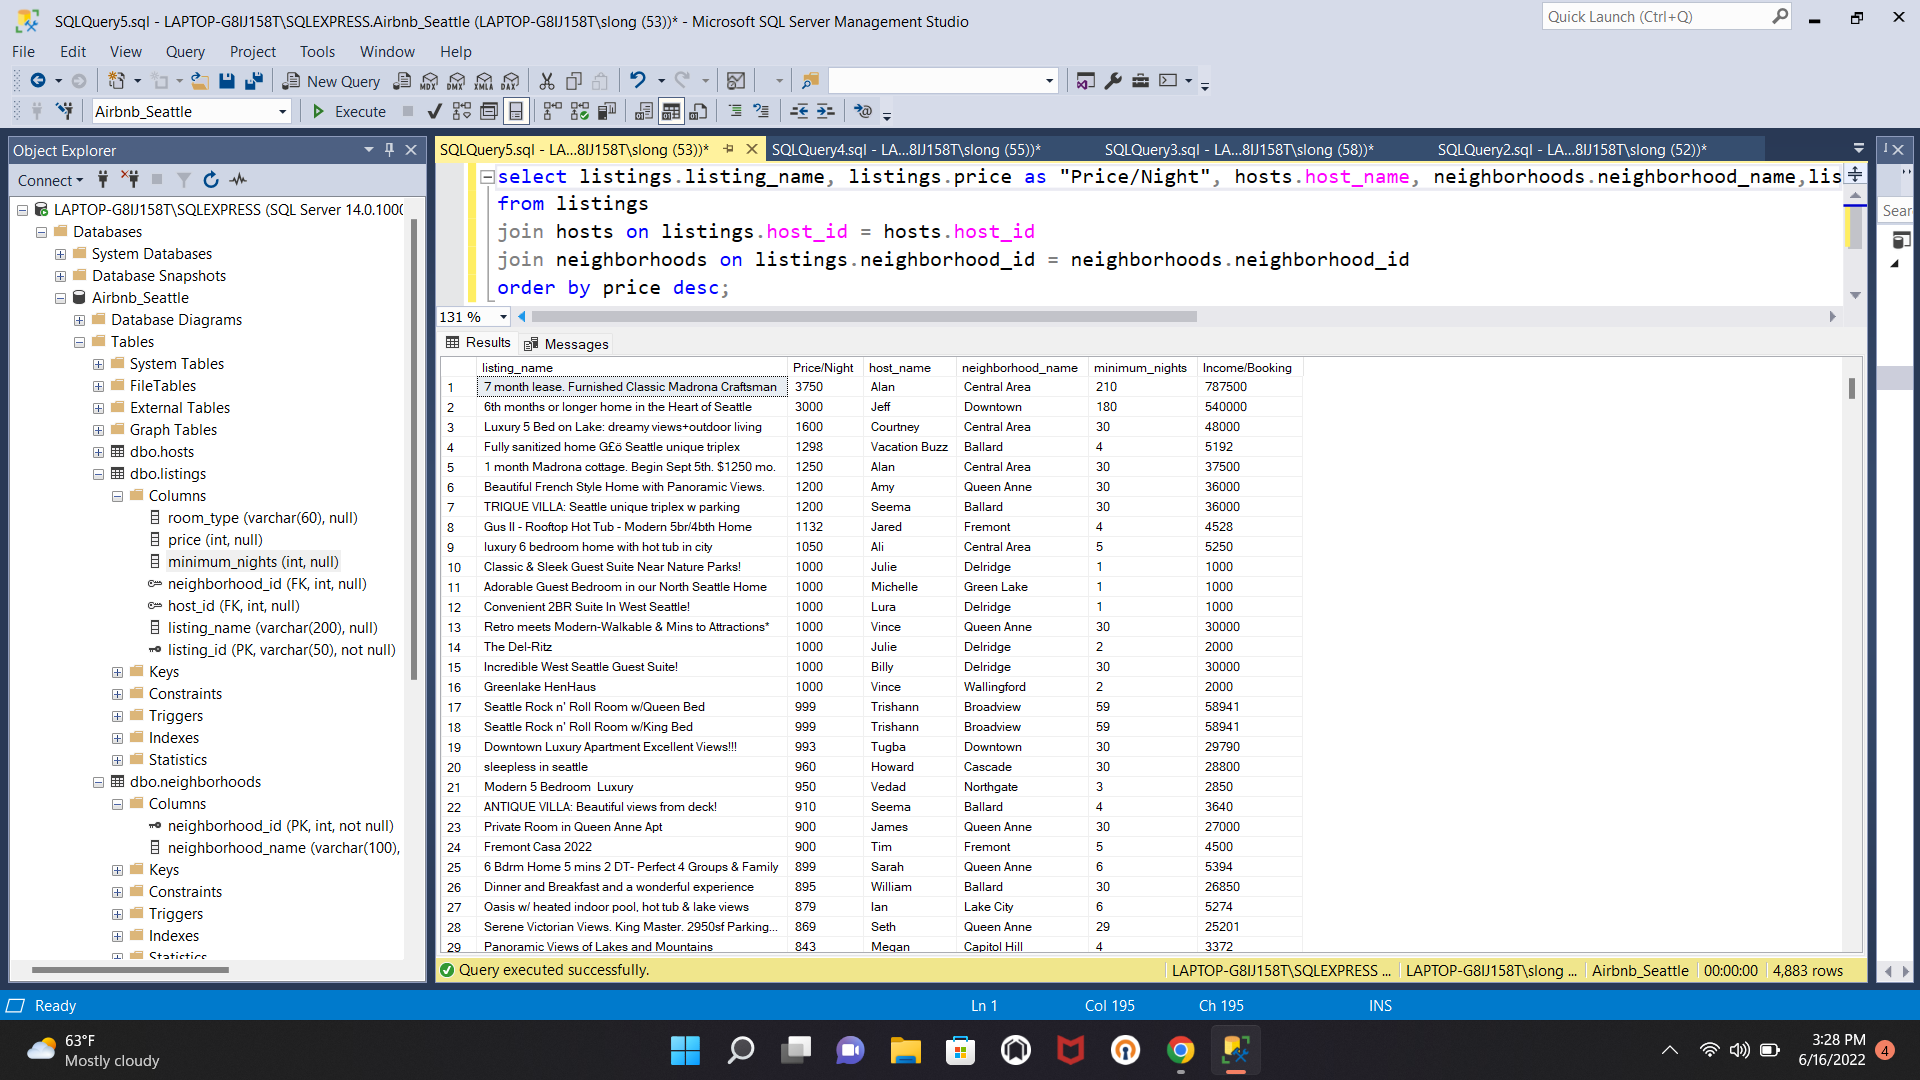 SQLQuery5.sql - LAPTOP-G8IJ158T\SQLEXPRESS.Airbnb_Seattle (LAPTOP-G8IJ158T\slong (53))* - Microsoft SQL Server Management Studio
Quick Launch (Ctrl+Q)
File Edit View Query Project Tools Window Help
New Query MDX DMX XMLA DAX
Airbnb_Seattle Execute
Object Explorer
Connect
LAPTOP-G8IJ158T\SQLEXPRESS (SQL Server 14.0.1000
Databases
System Databases
Database Snapshots
Airbnb_Seattle
Database Diagrams
Tables
System Tables
FileTables
External Tables
Graph Tables
dbo.hosts
dbo.listings
Columns
room_type (varchar(60), null)
price (int, null)
minimum_nights (int, null)
neighborhood_id (FK, int, null)
host_id (FK, int, null)
listing_name (varchar(200), null)
listing_id (PK, varchar(50), not null)
Keys
Constraints
Triggers
Indexes
Statistics
dbo.neighborhoods
Columns
neighborhood_id (PK, int, not null)
neighborhood_name (varchar(100),
Keys
Constraints
Triggers
Indexes
Statistics
SQLQuery5.sql - LA...8IJ158T\slong (53))* SQLQuery4.sql - LA...8IJ158T\slong (55))* SQLQuery3.sql - LA...8IJ158T\slong (58))* SQLQuery2.sql - LA...8IJ158T\slong (52))*
select listings.listing_name, listings.price as "Price/Night", hosts.host_name, neighborhoods.neighborhood_name,lis
from listings
join hosts on listings.host_id = hosts.host_id
join neighborhoods on listings.neighborhood_id = neighborhoods.neighborhood_id
order by price desc;
Sear
131 %
Results Messages
listing_name Price/Night host_name neighborhood_name minimum_nights Income/Booking
1 7 month lease. Furnished Classic Madrona Craftsman 3750 Alan Central Area 210 787500
2 6th months or longer home in the Heart of Seattle 3000 Jeff Downtown 180 540000
3 Luxury 5 Bed on Lake: dreamy views+outdoor living 1600 Courtney Central Area 30 48000
4 Fully sanitized home G£ö Seattle unique triplex 1298 Vacation Buzz Ballard 4 5192
5 1 month Madrona cottage. Begin Sept 5th. $1250 mo. 1250 Alan Central Area 30 37500
6 Beautiful French Style Home with Panoramic Views. 1200 Amy Queen Anne 30 36000
7 TRIQUE VILLA: Seattle unique triplex w parking 1200 Seema Ballard 30 36000
8 Gus II - Rooftop Hot Tub - Modern 5br/4bth Home 1132 Jared Fremont 4 4528
9 luxury 6 bedroom home with hot tub in city 1050 Ali Central Area 5 5250
10 Classic & Sleek Guest Suite Near Nature Parks! 1000 Julie Delridge 1 1000
11 Adorable Guest Bedroom in our North Seattle Home 1000 Michelle Green Lake 1 1000
12 Convenient 2BR Suite In West Seattle! 1000 Lura Delridge 1 1000
13 Retro meets Modern-Walkable & Mins to Attractions* 1000 Vince Queen Anne 30 30000
14 The Del-Ritz 1000 Julie Delridge 2 2000
15 Incredible West Seattle Guest Suite! 1000 Billy Delridge 30 30000
16 Greenlake HenHaus 1000 Vince Wallingford 2 2000
17 Seattle Rock n' Roll Room w/Queen Bed 999 Trishann Broadview 59 58941
18 Seattle Rock n' Roll Room w/King Bed 999 Trishann Broadview 59 58941
19 Downtown Luxury Apartment Excellent Views!!! 993 Tugba Downtown 30 29790
20 sleepless in seattle 960 Howard Cascade 30 28800
21 Modern 5 Bedroom Luxury 950 Vedad Northgate 3 2850
22 ANTIQUE VILLA: Beautiful views from deck! 910 Seema Ballard 4 3640
23 Private Room in Queen Anne Apt 900 James Queen Anne 30 27000
24 Fremont Casa 2022 900 Tim Fremont 5 4500
25 6 Bdrm Home 5 mins 2 DT- Perfect 4 Groups & Family 899 Sarah Queen Anne 6 5394
26 Dinner and Breakfast and a wonderful experience 895 William Ballard 30 26850
27 Oasis w/ heated indoor pool, hot tub & lake views 879 Ian Lake City 6 5274
28 Serene Victorian Views. King Master. 2950sf Parking... 869 Seth Queen Anne 29 25201
29 Panoramic Views of Lakes and Mountains 843 Megan Capitol Hill 4 3372
Query executed successfully. LAPTOP-G8IJ158T\SQLEXPRESS ... LAPTOP-G8IJ158T\slong ... Airbnb_Seattle 00:00:00 4,883 rows
Ready Ln 1 Col 195 Ch 195 INS
63°F
Mostly cloudy
3:28 PM
6/16/2022
4